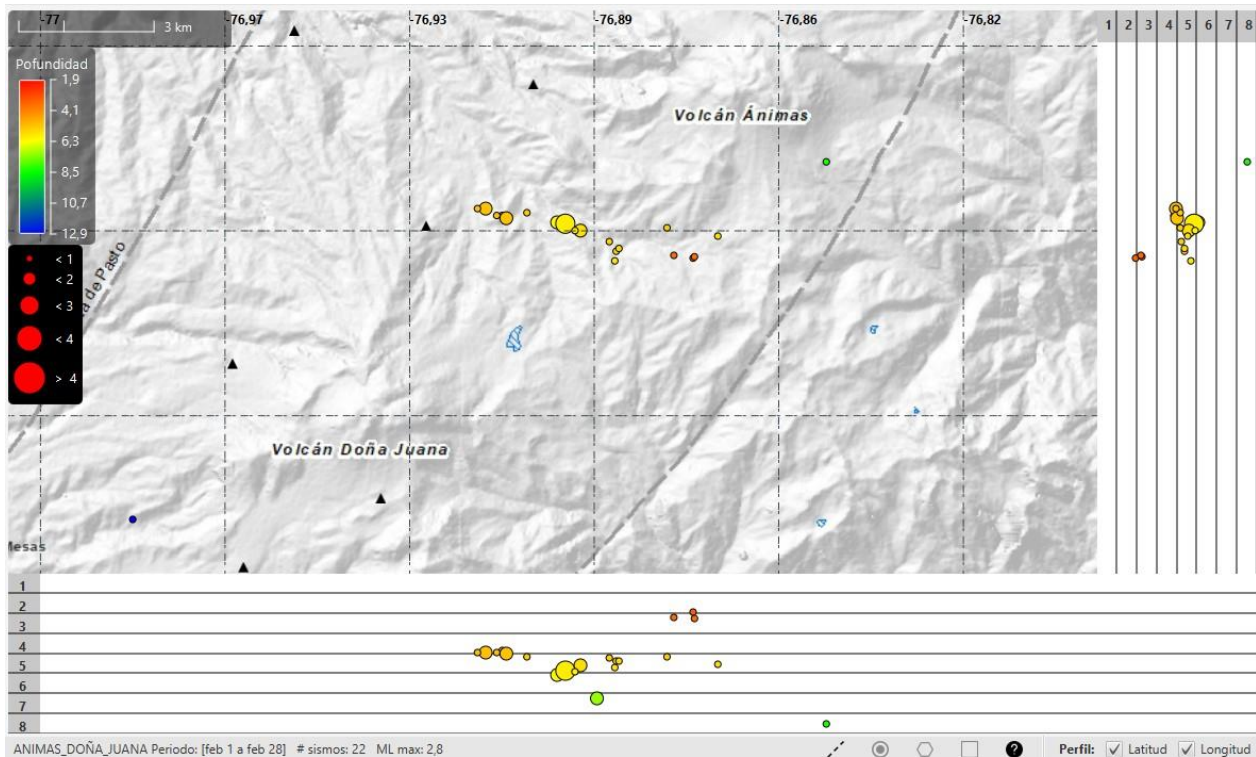 -77 -76,97 -76,93 -76,89 -76,86 -76,82
3 km
1 2 3 4 5 6 7 8
Pofundidad
1,9
4,1
6,3
8,5
10,7
12,9
< 1
< 2
< 3
< 4
> 4
a de Pasto
Volcán Ánimas
Volcán Doña Juana
Mesas
1
2
3
4
5
6
7
8
ANIMAS_DOÑA_JUANA Periodo: [feb 1 a feb 28] # sismos: 22 ML max: 2,8 ? Perfil: Latitud Longitud